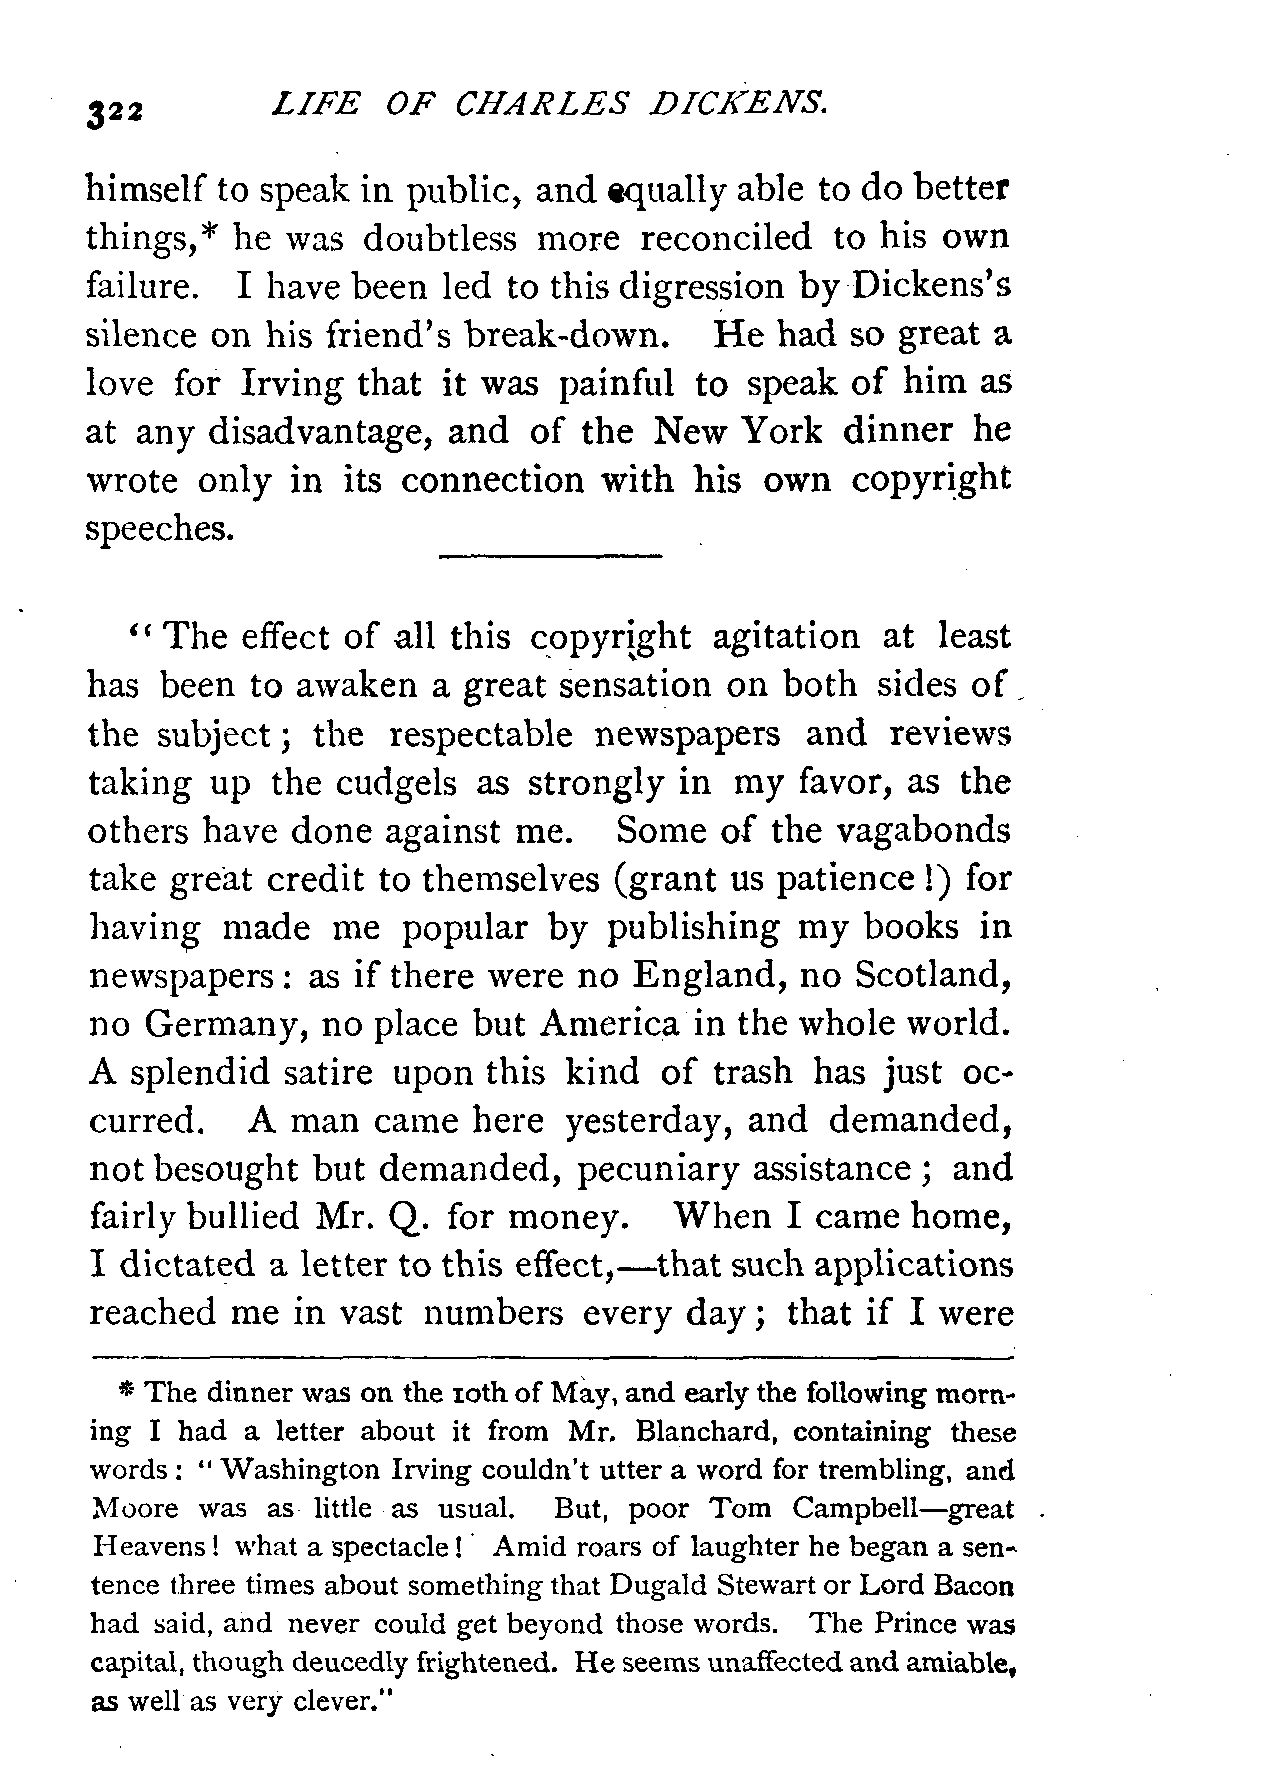 322 LIFE OF CHARLES DICKENS.
himself to speak in public, and equally able to do better
things,* he was doubtless more reconciled to his own
failure. I have been led to this digression by Dickens's
silence on his friend's break-down. He had so great a
love for Irving that it was painful to speak of him as
at any disadvantage, and of the New York dinner he
wrote only in its connection with his own copyright
speeches.
“The effect of all this copyright agitation at least
has been to awaken a great sensation on both sides of
the subject; the respectable newspapers and reviews
taking up the cudgels as strongly in my favor, as the
others have done against me. Some of the vagabonds
take great credit to themselves (grant us patience!) for
having made me popular by publishing my books in
newspapers: as if there were no England, no Scotland,
no Germany, no place but America in the whole world.
A splendid satire upon this kind of trash has just oc-
curred. A man came here yesterday, and demanded,
not besought but demanded, pecuniary assistance; and
fairly bullied Mr. Q. for money. When I came home,
I dictated a letter to this effect,—that such applications
reached me in vast numbers every day; that if I were
* The dinner was on the 10th of May, and early the following morn-
ing I had a letter about it from Mr. Blanchard, containing these
words: “Washington Irving couldn't utter a word for trembling, and
Moore was as little as usual. But, poor Tom Campbell—great
Heavens! what a spectacle! Amid roars of laughter he began a sen-
tence three times about something that Dugald Stewart or Lord Bacon
had said, and never could get beyond those words. The Prince was
capital, though deucedly frightened. He seems unaffected and amiable,
as well as very clever.”